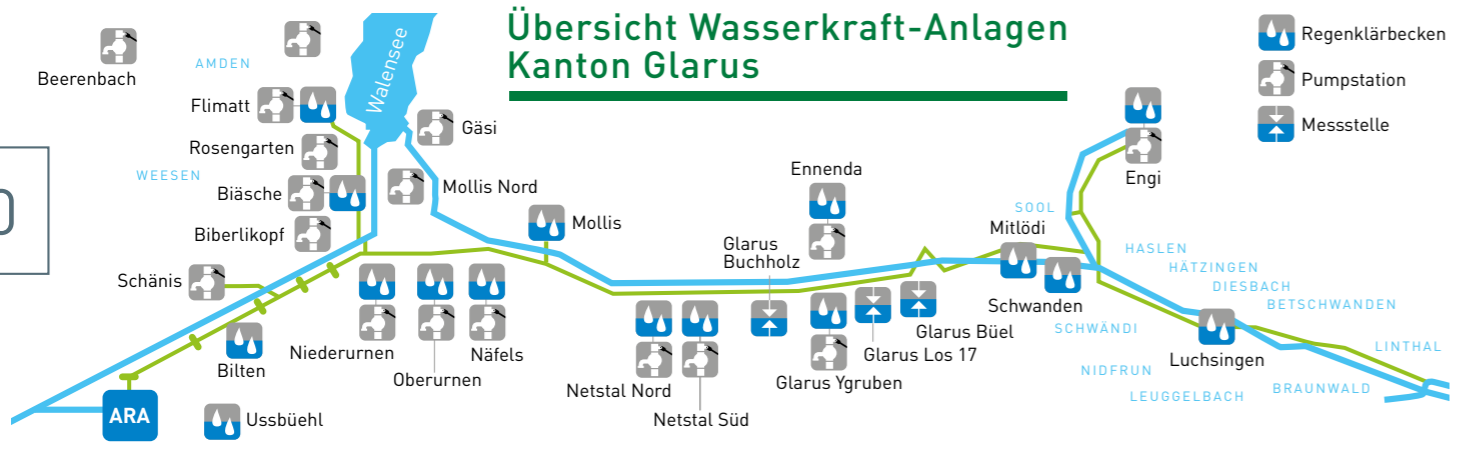 Übersicht Wasserkraft-Anlagen
Kanton Glarus
Regenklärbecken
Pumpstation
Messstelle
Beerenbach
AMDEN
Walensee
Flimatt
Gäsi
Rosengarten
WEESEN
Biäsche
Mollis Nord
Biberlikopf
Mollis
Schänis
Ennenda
Glarus
Buchholz
Engi
SOOL
Mitlödi
HASLEN
HÄTZINGEN
DIESBACH
BETSCHWANDEN
Schwanden
SCHWÄNDI
Luchsingen
LINTHAL
NIDFRUN
LEUGGELBACH
BRAUNWALD
Niederurnen
Oberurnen
Näfels
Bilten
ARA
Ussbüehl
Netstal Nord
Netstal Süd
Glarus Ygruben
Glarus Los 17
Glarus Büel